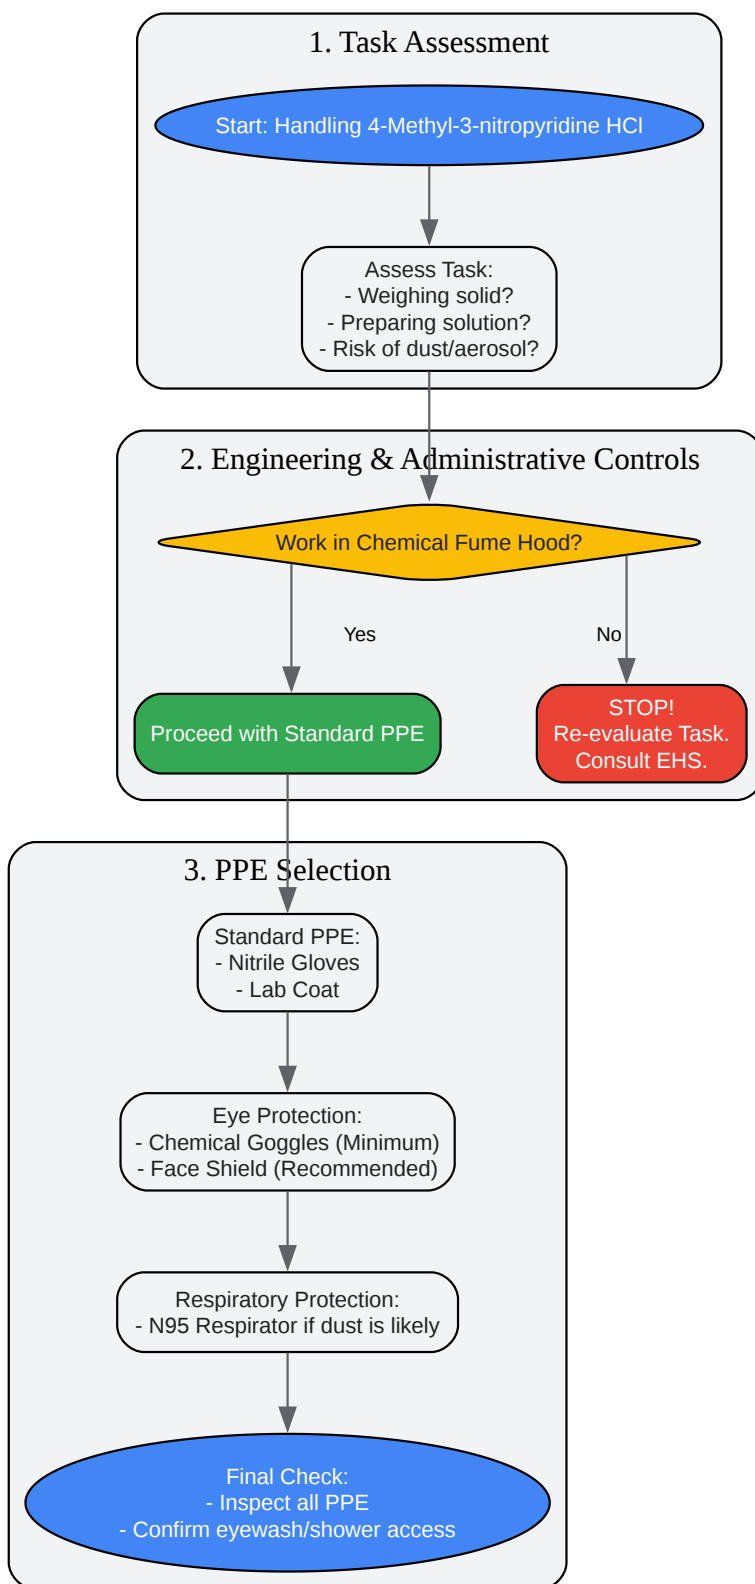 1. Task Assessment
Start: Handling 4-Methyl-3-nitropyridine HCl
Assess Task:
- Weighing solid?
- Preparing solution?
- Risk of dust/aerosol?
2. Engineering & Administrative Controls
Work in Chemical Fume Hood?
Yes
No
Proceed with Standard PPE
STOP!
Re-evaluate Task.
Consult EHS.
3. PPE Selection
Standard PPE:
- Nitrile Gloves
- Lab Coat
Eye Protection:
- Chemical Goggles (Minimum)
- Face Shield (Recommended)
Respiratory Protection:
- N95 Respirator if dust is likely
Final Check:
- Inspect all PPE
- Confirm eyewash/shower access